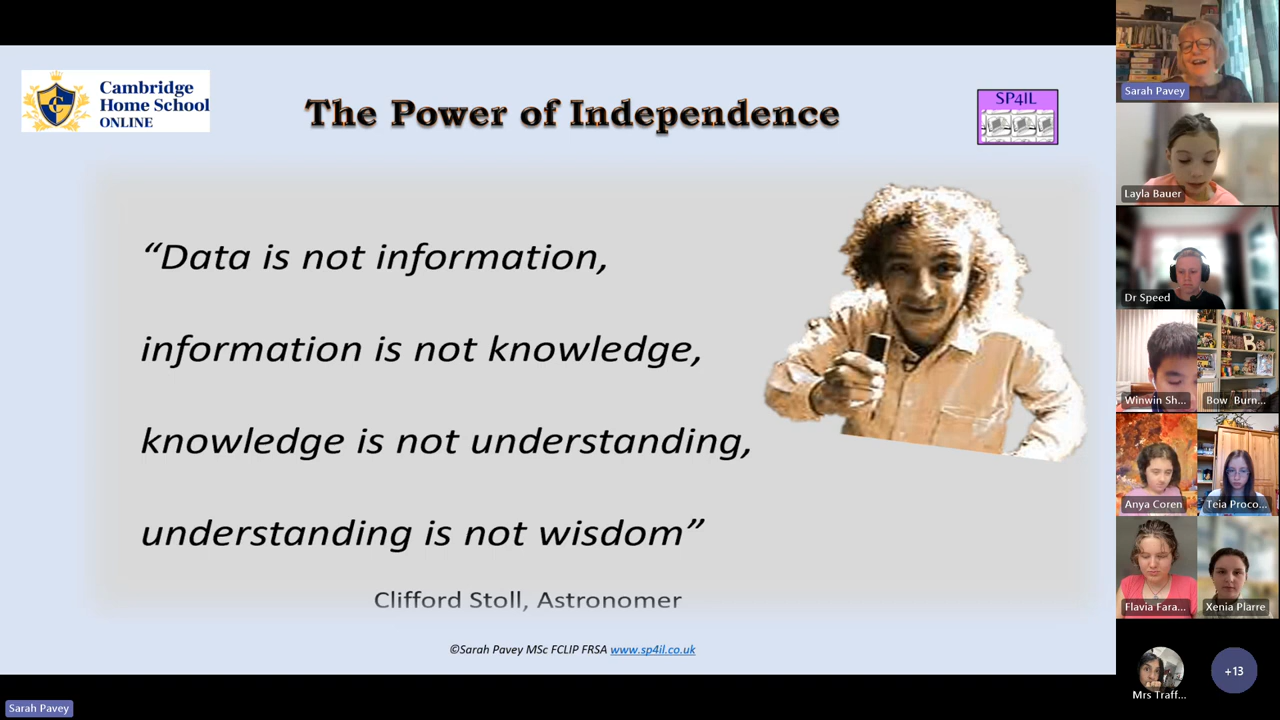 Cambridge
Home School
ONLINE
The Power of Independence
SP4IL
“Data is not information,
information is not knowledge,
knowledge is not understanding,
understanding is not wisdom”
Clifford Stoll, Astronomer
©Sarah Pavey MSc FCLIP FRSA www.sp4il.co.uk
Sarah Pavey
Sarah Pavey
Layla Bauer
Dr Speed
Winwin Sh...
Bow Burn...
Anya Coren
Teia Proco...
Flavia Fara...
Xenia Plarre
Mrs Traff...
+13